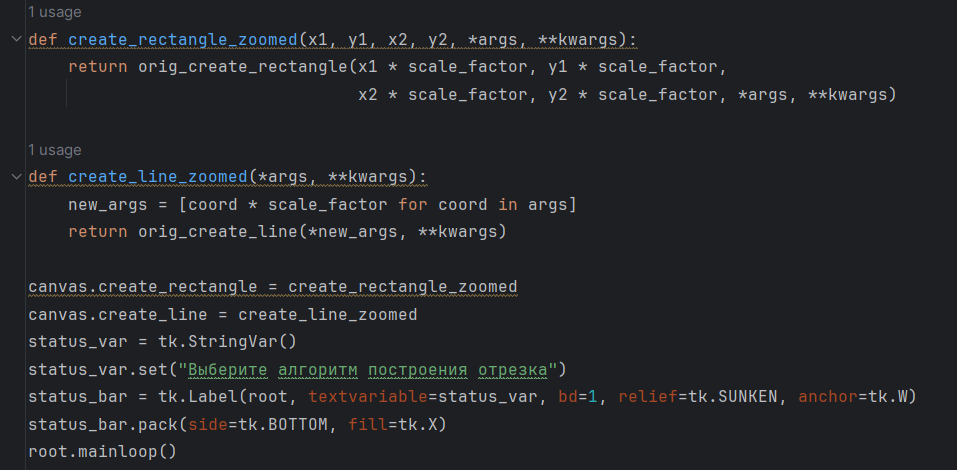 1 usage
def create_rectangle_zoomed(x1, y1, x2, y2, *args, **kwargs):
    return orig_create_rectangle(x1 * scale_factor, y1 * scale_factor,
                                 x2 * scale_factor, y2 * scale_factor, *args, **kwargs)
1 usage
def create_line_zoomed(*args, **kwargs):
    new_args = [coord * scale_factor for coord in args]
    return orig_create_line(*new_args, **kwargs)
canvas.create_rectangle = create_rectangle_zoomed
canvas.create_line = create_line_zoomed
status_var = tk.StringVar()
status_var.set("Выберите алгоритм построения отрезка")
status_bar = tk.Label(root, textvariable=status_var, bd=1, relief=tk.SUNKEN, anchor=tk.W)
status_bar.pack(side=tk.BOTTOM, fill=tk.X)
root.mainloop()